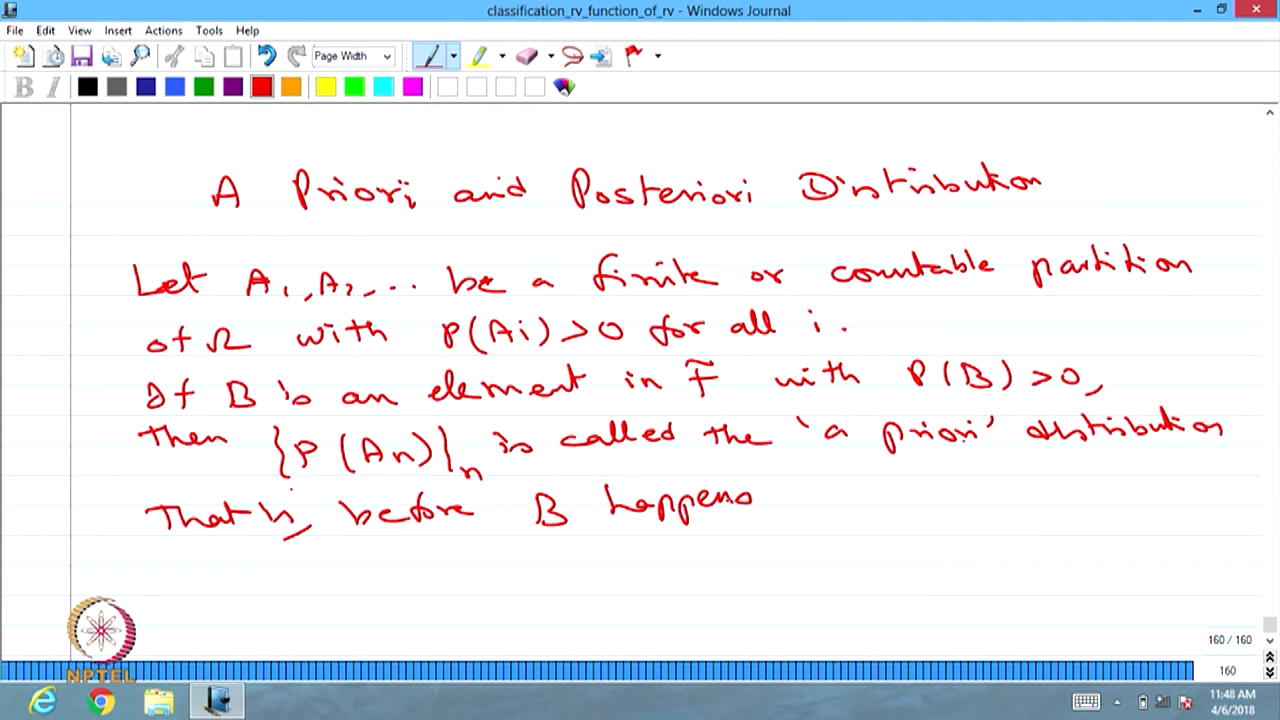 classification_rv_function_of_rv - Windows Journal
File Edit View Insert Actions Tools Help
Page Width
B I
A Priori and Posteriori Distribution
Let A1, A2, ... be a finite or countable partition
of Ω with P(Ai) > 0 for all i.
If B is an element in F̃ with P(B) > 0,
then {P(An)}n is called the 'a priori' distribution
That is, before B happens
160 / 160
NPTEL
160
11:48 AM
4/6/2018